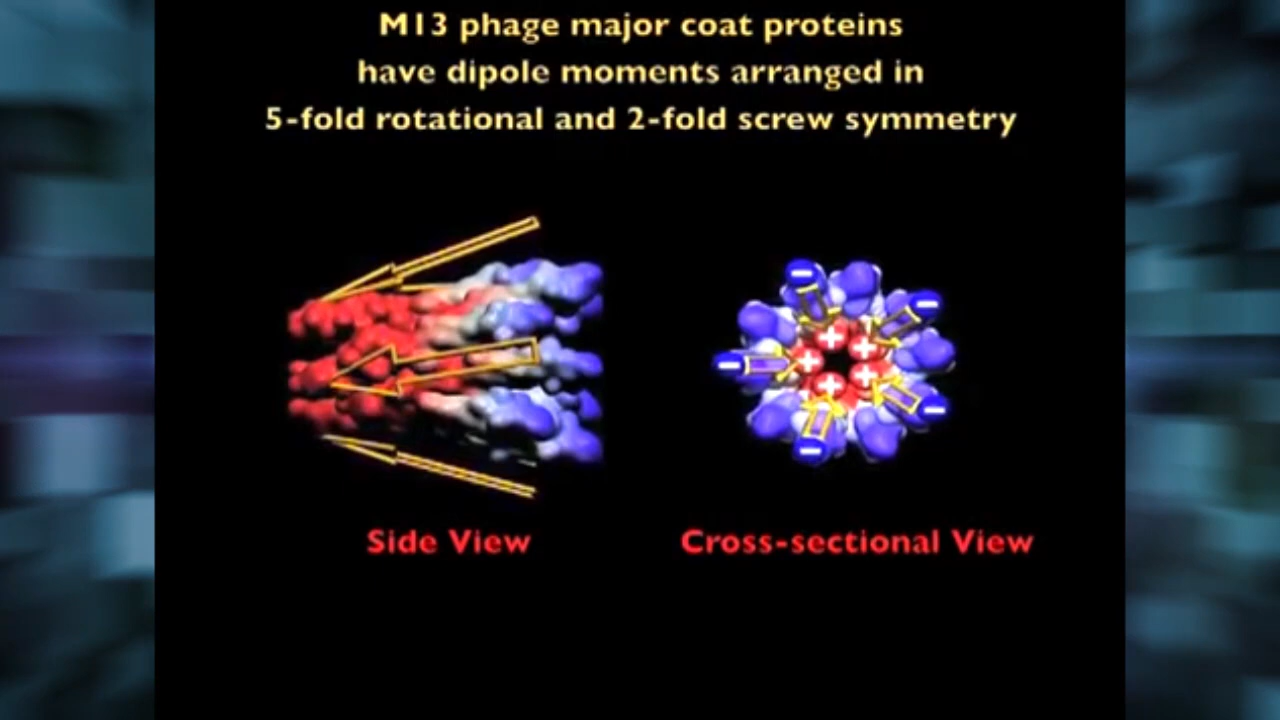 M13 phage major coat proteins
have dipole moments arranged in
5-fold rotational and 2-fold screw symmetry
- + + - - + + + - -
Side View
Cross-sectional View